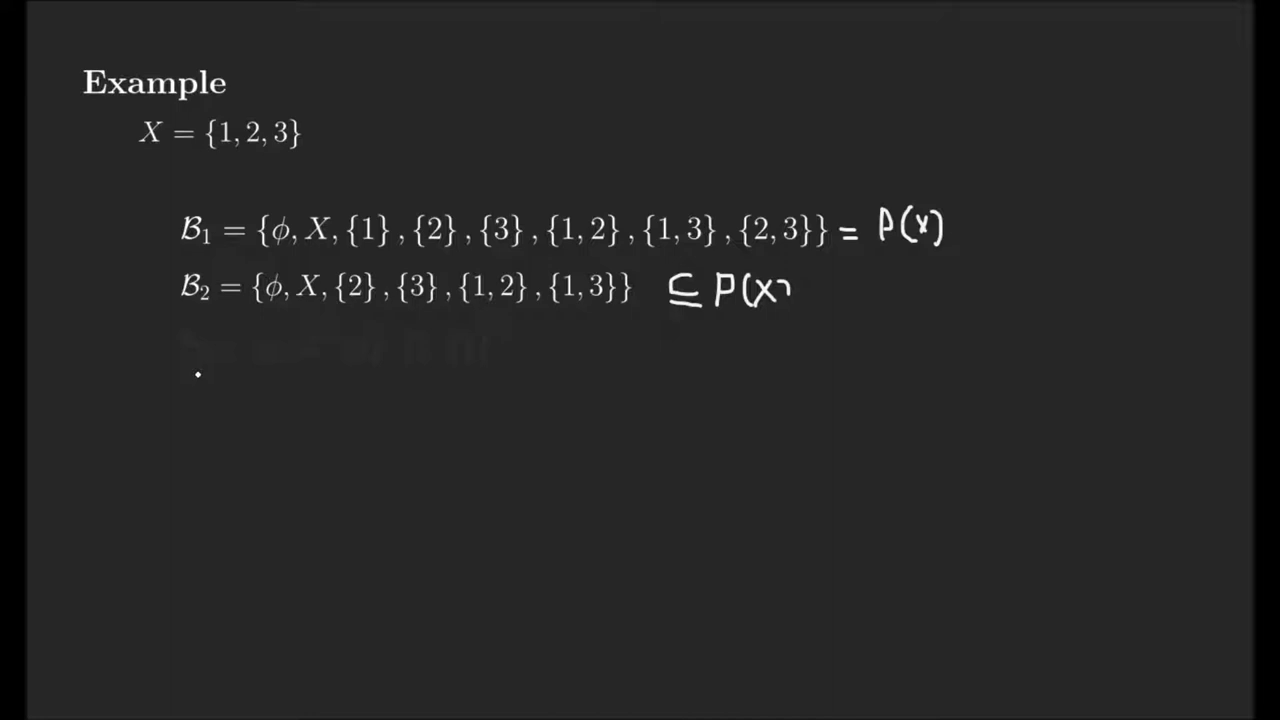 Example
X = {1, 2, 3}
ℬ₁ = {ϕ, X, {1} , {2} , {3} , {1, 2} , {1, 3} , {2, 3}} = P(X)
ℬ₂ = {ϕ, X, {2} , {3} , {1, 2} , {1, 3}} ⊆ P(X)